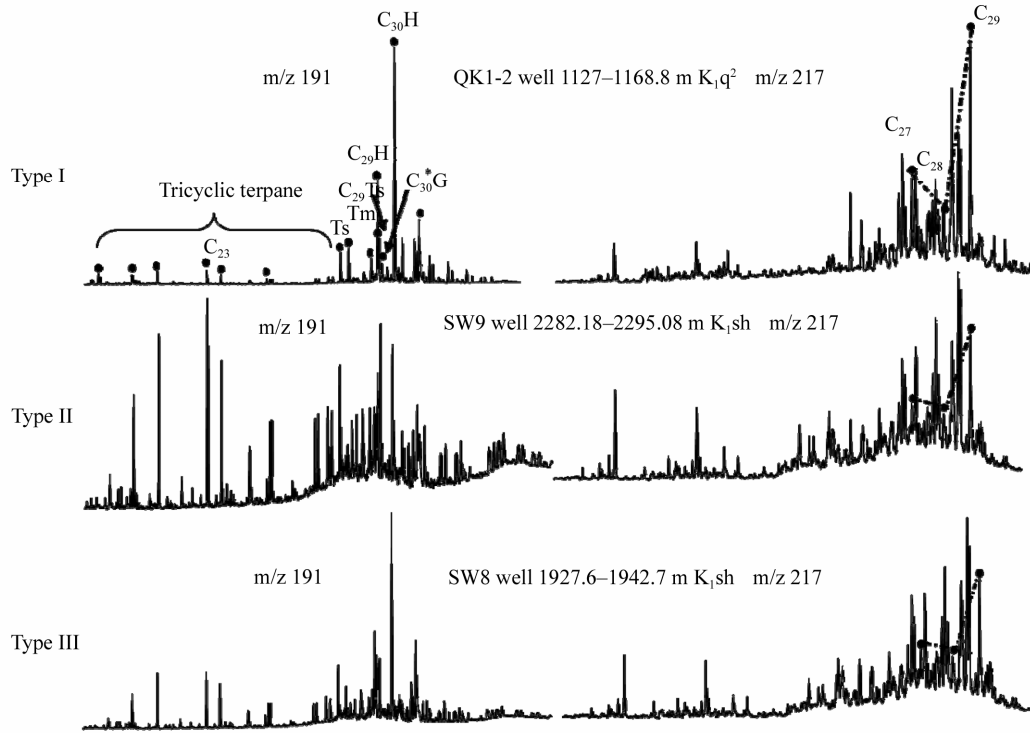 C30H
C29
m/z 191
QK1-2 well 1127–1168.8 m K1q2 m/z 217
C27
C29H
C28
Type I
C29Ts
C30*G
Tricyclic terpane
Tm
Ts
C23
m/z 191
SW9 well 2282.18–2295.08 m K1sh m/z 217
Type II
m/z 191
SW8 well 1927.6–1942.7 m K1sh m/z 217
Type III